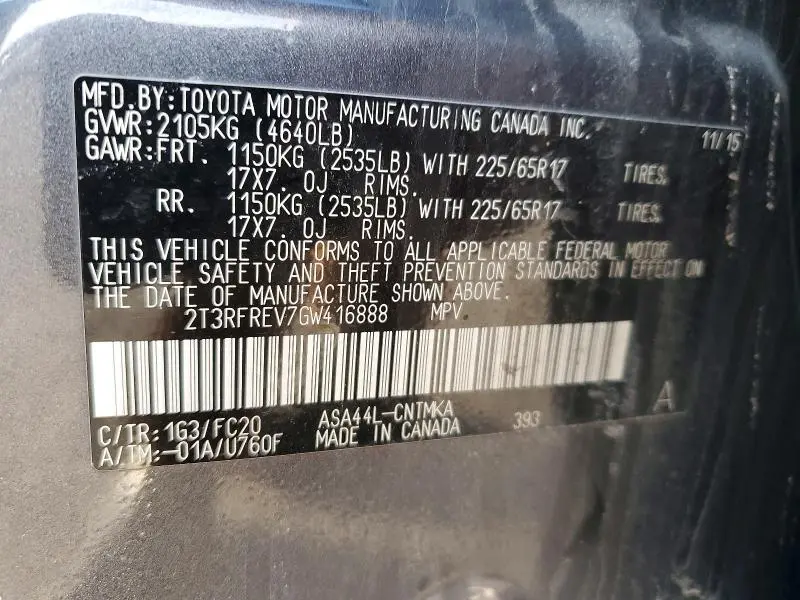 MFD.BY:TOYOTA MOTOR MANUFACTURING CANADA INC. 11/15
GVWR:2105KG (4640LB)
GAWR:FRT. 1150KG (2535LB) WITH 225/65R17 TIRES,
17X7. 0J RIMS.
RR. 1150KG (2535LB) WITH 225/65R17 TIRES,
17X7. 0J RIMS.
THIS VEHICLE CONFORMS TO ALL APPLICABLE FEDERAL MOTOR
VEHICLE SAFETY AND THEFT PREVENTION STANDARDS IN EFFECT ON
THE DATE OF MANUFACTURE SHOWN ABOVE.
2T3RFREV7GW416888 MPV
C/TR:1G3/FC20 ASA44L-CNTMKA 393 A
A/TM:-01A/U760F MADE IN CANADA